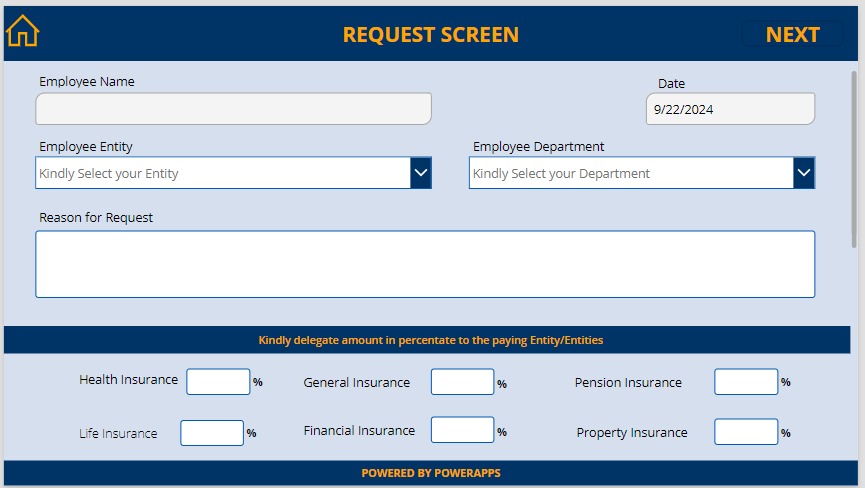 REQUEST SCREEN NEXT
Employee Name Date
9/22/2024
Employee Entity Employee Department
Kindly Select your Entity Kindly Select your Department
Reason for Request
Kindly delegate amount in percentate to the paying Entity/Entities
Health Insurance % General Insurance % Pension Insurance %
Life Insurance % Financial Insurance % Property Insurance %
POWERED BY POWERAPPS